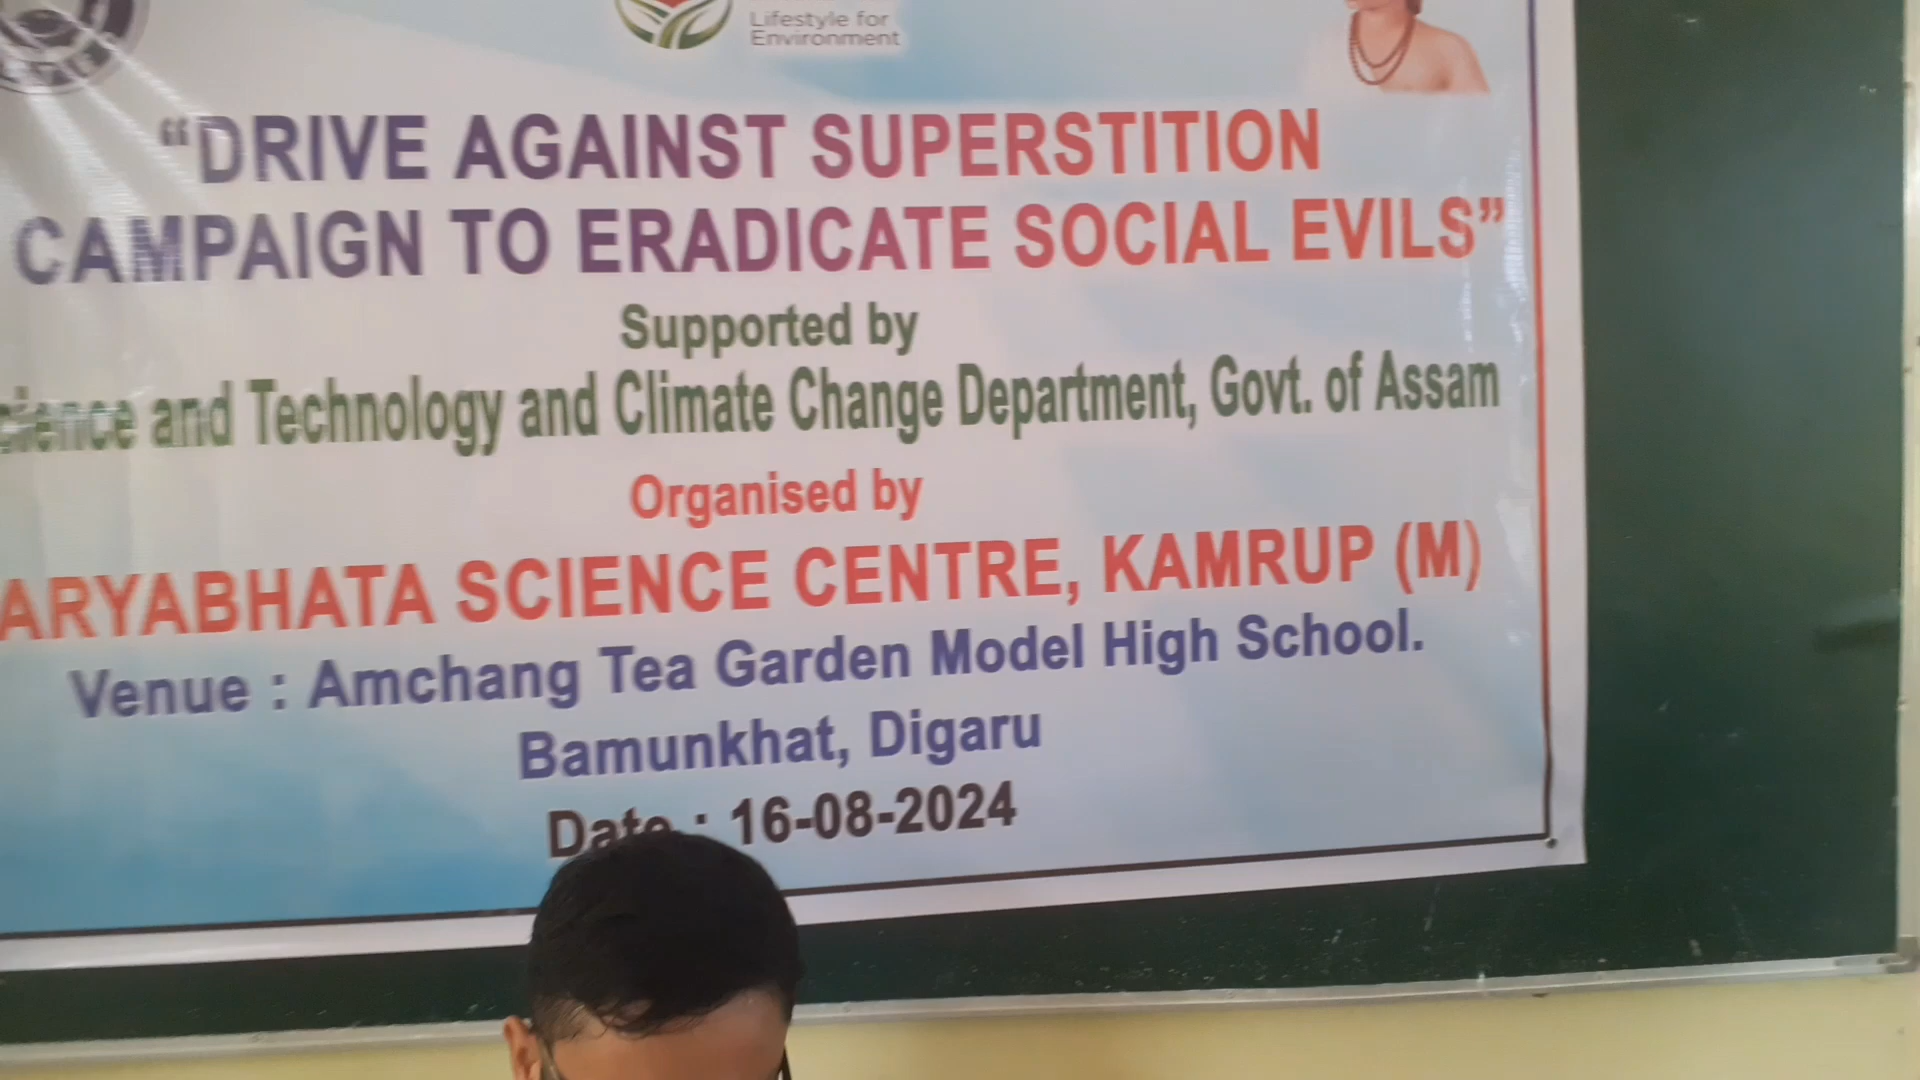 Lifestyle for
Environment
“DRIVE AGAINST SUPERSTITION
CAMPAIGN TO ERADICATE SOCIAL EVILS”
Supported by
cience and Technology and Climate Change Department, Govt. of Assam
Organised by
ARYABHATA SCIENCE CENTRE, KAMRUP (M)
Venue : Amchang Tea Garden Model High School.
Bamunkhat, Digaru
Date : 16-08-2024